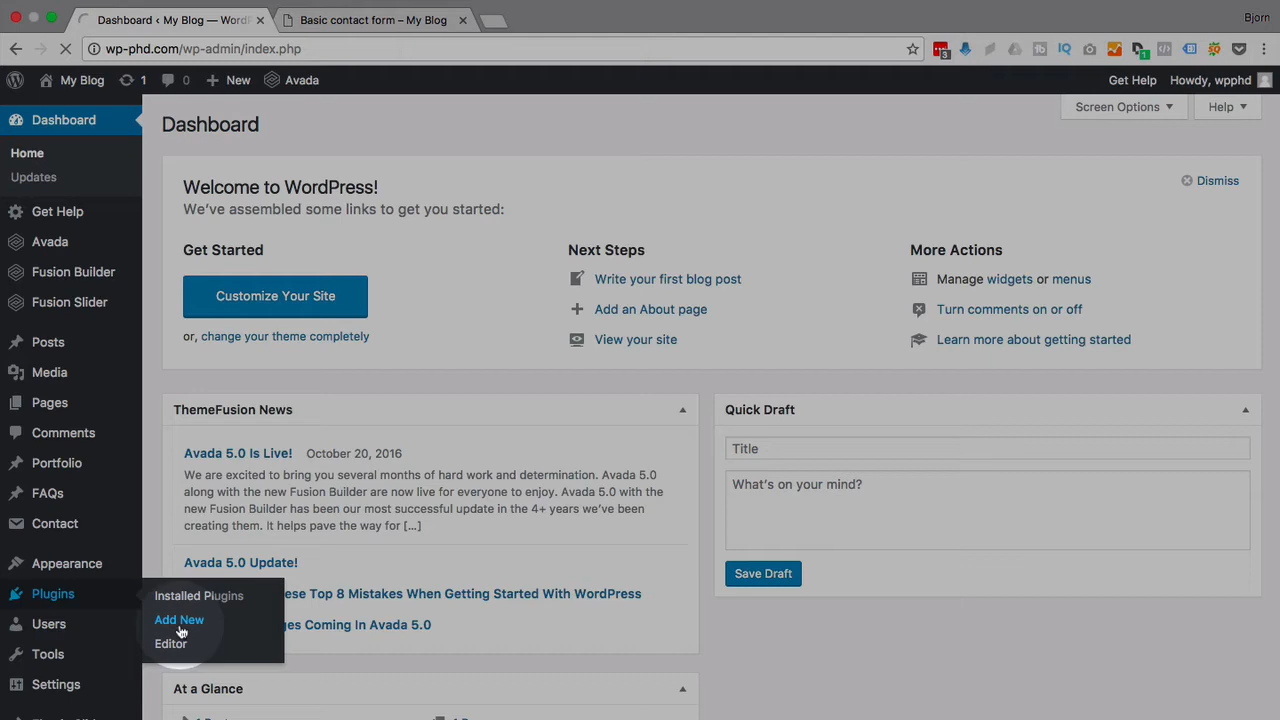 Dashboard ‹ My Blog — WordP
Basic contact form – My Blog
Bjorn
wp-phd.com/wp-admin/index.php
3
1
My Blog
1
0
New
Avada
Get Help
Howdy, wpphd
Dashboard
Home
Updates
Get Help
Avada
Fusion Builder
Fusion Slider
Posts
Media
Pages
Comments
Portfolio
FAQs
Contact
Appearance
Plugins
Users
Tools
Settings
Installed Plugins
Add New
Editor
Screen Options
Help
Dashboard
Welcome to WordPress!
We've assembled some links to get you started:
Dismiss
Get Started
Customize Your Site
or, change your theme completely
Next Steps
Write your first blog post
Add an About page
View your site
More Actions
Manage widgets or menus
Turn comments on or off
Learn more about getting started
ThemeFusion News
Avada 5.0 Is Live! October 20, 2016
We are excited to bring you several months of hard work and determination. Avada 5.0
along with the new Fusion Builder are now live for everyone to enjoy. Avada 5.0 with the
new Fusion Builder has been our most successful update in the 4+ years we've been
creating them. It helps pave the way for […]
Avada 5.0 Update!
ese Top 8 Mistakes When Getting Started With WordPress
ges Coming In Avada 5.0
At a Glance
Quick Draft
Title
What's on your mind?
Save Draft